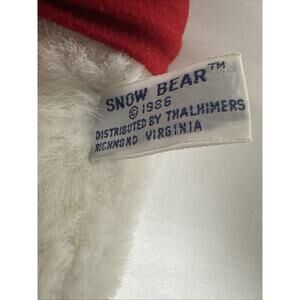 SNOW BEAR™
©1986
DISTRIBUTED BY THALHIMERS
RICHMOND VIRGINIA